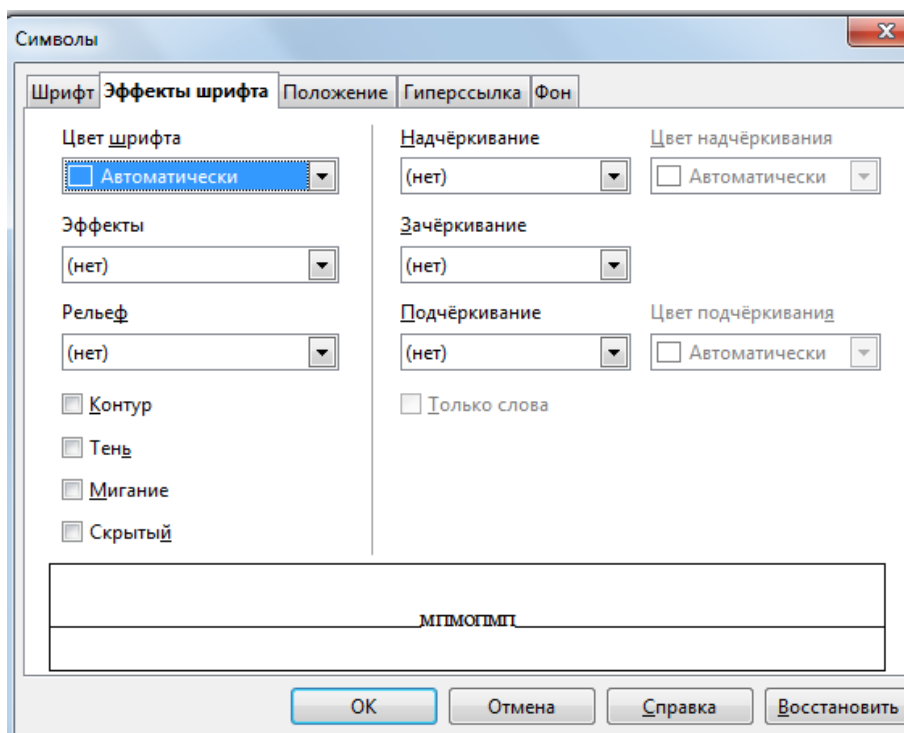 Символы
Шрифт Эффекты шрифта Положение Гиперссылка Фон
Цвет шрифта Надчёркивание Цвет надчёркивания
Автоматически (нет) Автоматически
Эффекты Зачёркивание
(нет) (нет)
Рельеф Подчёркивание Цвет подчёркивания
(нет) (нет) Автоматически
Контур Только слова
Тень
Мигание
Скрытый
мпмопмп
OK Отмена Справка Восстановить